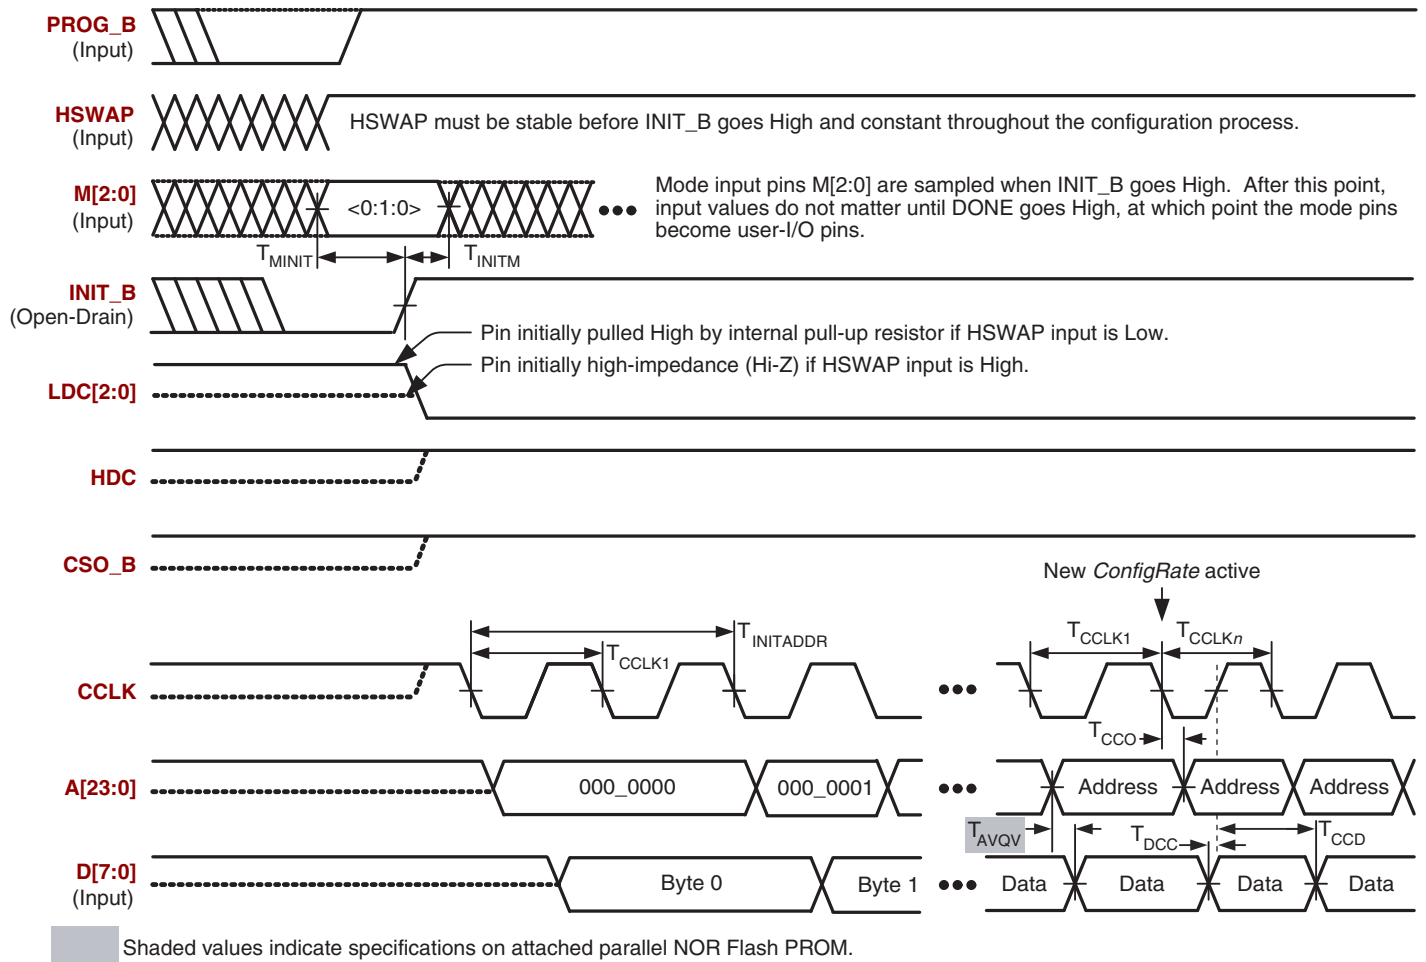 PROG_B
(Input)
HSWAP
(Input)
HSWAP must be stable before INIT_B goes High and constant throughout the configuration process.
M[2:0]
(Input)
<0:1:0>
Mode input pins M[2:0] are sampled when INIT_B goes High. After this point,
input values do not matter until DONE goes High, at which point the mode pins
become user-I/O pins.
TMINIT
TINITM
INIT_B
(Open-Drain)
Pin initially pulled High by internal pull-up resistor if HSWAP input is Low.
Pin initially high-impedance (Hi-Z) if HSWAP input is High.
LDC[2:0]
HDC
CSO_B
New ConfigRate active
TINITADDR
TCCLK1
TCCLK1
TCCLKn
CCLK
TCCO
A[23:0]
000_0000
000_0001
Address
Address
Address
TAVQV
TDCC
TCCD
D[7:0]
(Input)
Byte 0
Byte 1
Data
Data
Data
Data
Shaded values indicate specifications on attached parallel NOR Flash PROM.